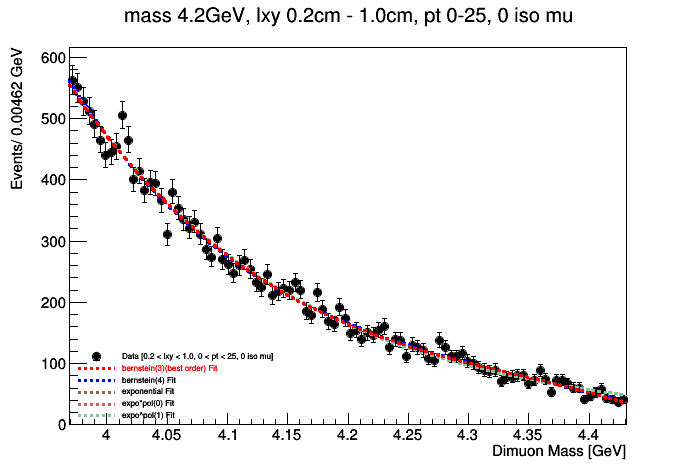 mass 4.2GeV, lxy 0.2cm - 1.0cm, pt 0-25, 0 iso mu
Events/ 0.00462 GeV
600
500
400
300
200
100
0
Data [0.2 < lxy < 1.0, 0 < pt < 25, 0 iso mu]
bernstein(3)(best order) Fit
bernstein(4) Fit
exponential Fit
expo*pol(0) Fit
expo*pol(1) Fit
4 4.05 4.1 4.15 4.2 4.25 4.3 4.35 4.4
Dimuon Mass [GeV]